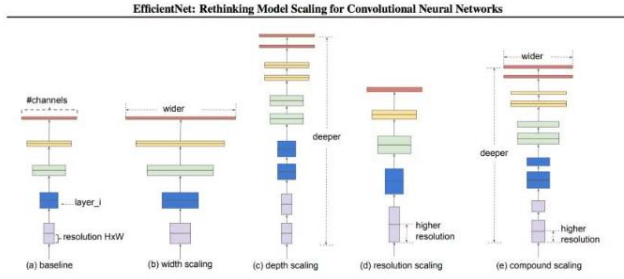 EfficientNet: Rethinking Model Scaling for Convolutional Neural Networks
#channels
wider
deeper
wider
deeper
layer_i
resolution HxW
higher
resolution
higher
resolution
(a) baseline
(b) width scaling
(c) depth scaling
(d) resolution scaling
(e) compound scaling